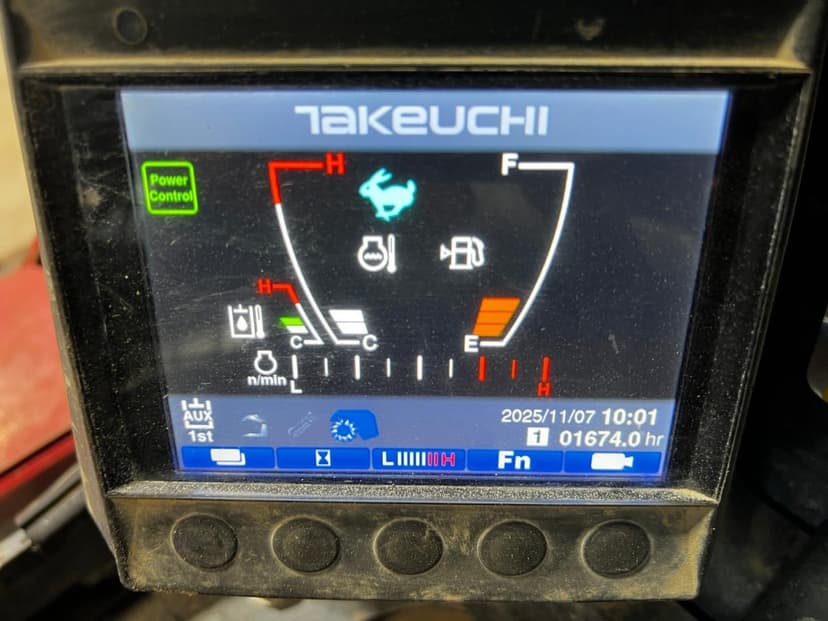 TAKEUCHI
Power
Control
H
F
H
C
C
E
n/min
L
H
AUX
1st
2025/11/07 10:01
1 01674.0 hr
L H
Fn